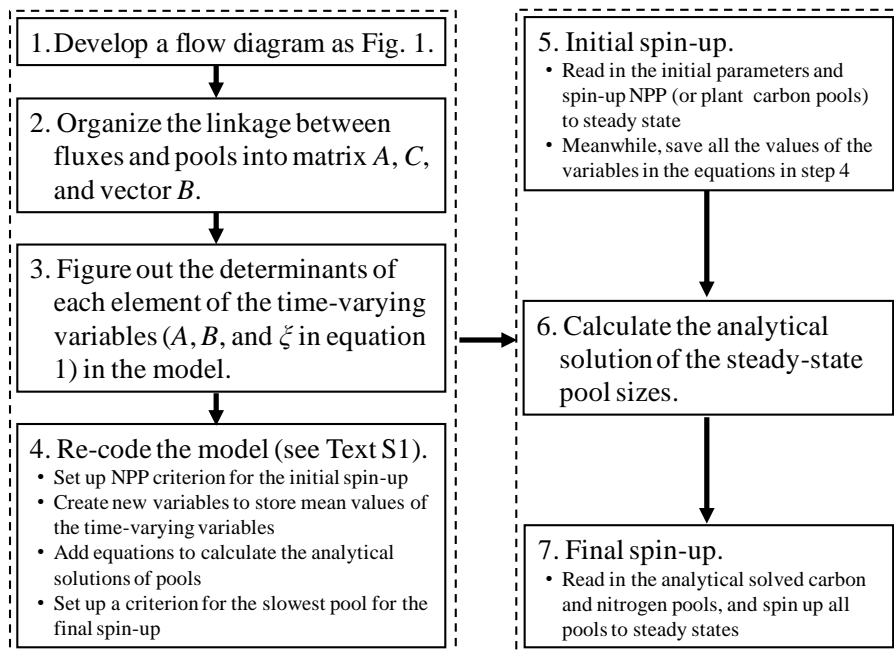 1. Develop a flow diagram as Fig. 1.
2. Organize the linkage between
fluxes and pools into matrix A, C,
and vector B.
3. Figure out the determinants of
each element of the time-varying
variables (A, B, and ξ in equation
1) in the model.
4. Re-code the model (see Text S1).
• Set up NPP criterion for the initial spin-up
• Create new variables to store mean values of
the time-varying variables
• Add equations to calculate the analytical
solutions of pools
• Set up a criterion for the slowest pool for the
final spin-up
5. Initial spin-up.
• Read in the initial parameters and
spin-up NPP (or plant carbon pools)
to steady state
• Meanwhile, save all the values of the
variables in the equations in step 4
6. Calculate the analytical
solution of the steady-state
pool sizes.
7. Final spin-up.
• Read in the analytical solved carbon
and nitrogen pools, and spin up all
pools to steady states